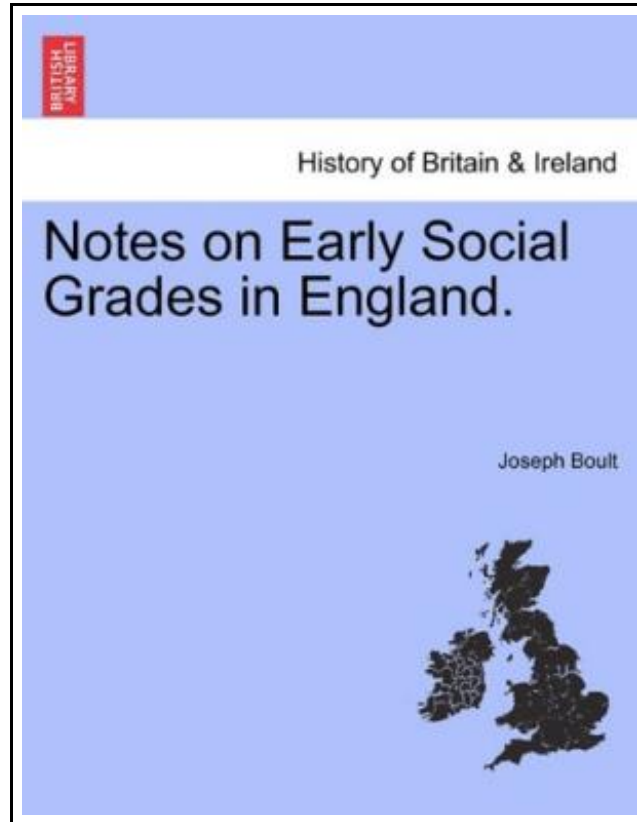 BRITISH
LIBRARY
History of Britain & Ireland
Notes on Early Social
Grades in England.
Joseph Boult